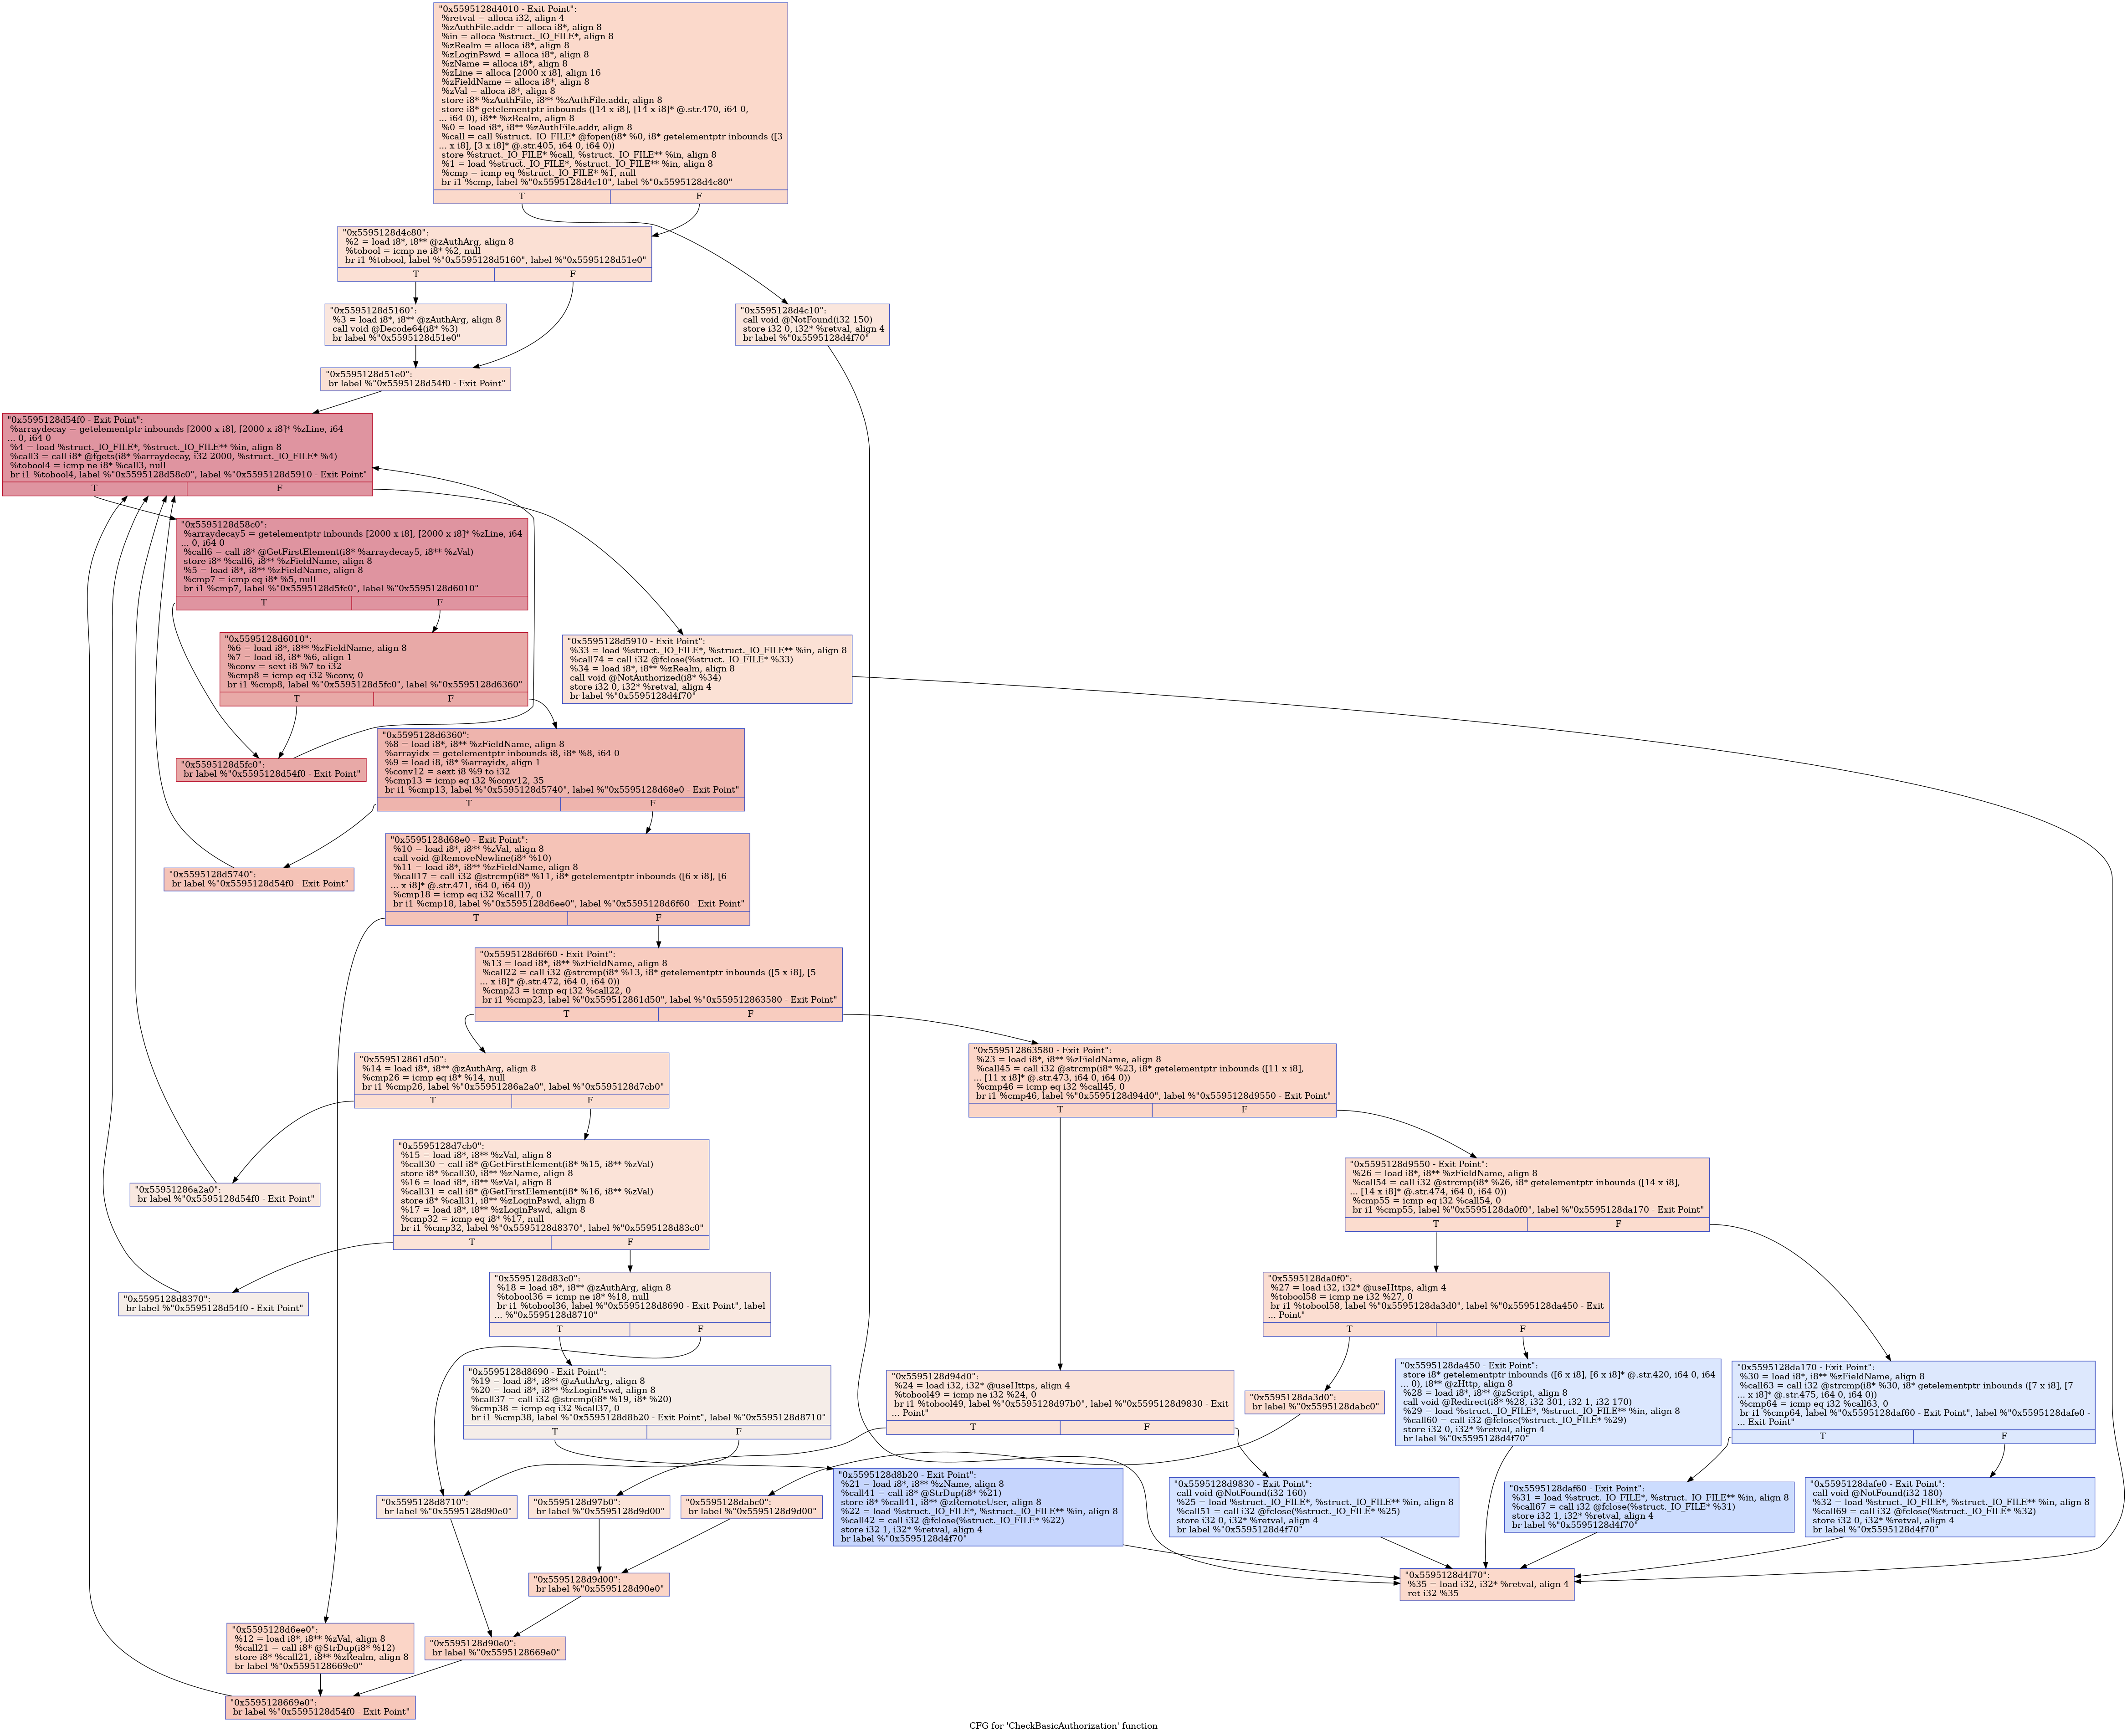 "0x5595128d4010 - Exit Point":
%retval = alloca i32, align 4
%zAuthFile.addr = alloca i8*, align 8
%in = alloca %struct._IO_FILE*, align 8
%zRealm = alloca i8*, align 8
%zLoginPswd = alloca i8*, align 8
%zName = alloca i8*, align 8
%zLine = alloca [2000 x i8], align 16
%zFieldName = alloca i8*, align 8
%zVal = alloca i8*, align 8
store i8* %zAuthFile, i8** %zAuthFile.addr, align 8
store i8* getelementptr inbounds ([14 x i8], [14 x i8]* @.str.470, i64 0,
... i64 0), i8** %zRealm, align 8
%0 = load i8*, i8** %zAuthFile.addr, align 8
%call = call %struct._IO_FILE* @fopen(i8* %0, i8* getelementptr inbounds ([3
... x i8], [3 x i8]* @.str.405, i64 0, i64 0))
store %struct._IO_FILE* %call, %struct._IO_FILE** %in, align 8
%1 = load %struct._IO_FILE*, %struct._IO_FILE** %in, align 8
%cmp = icmp eq %struct._IO_FILE* %1, null
br i1 %cmp, label %"0x5595128d4c10", label %"0x5595128d4c80"
T F
"0x5595128d4c80":
%2 = load i8*, i8** @zAuthArg, align 8
%tobool = icmp ne i8* %2, null
br i1 %tobool, label %"0x5595128d5160", label %"0x5595128d51e0"
T F
"0x5595128d5160":
%3 = load i8*, i8** @zAuthArg, align 8
call void @Decode64(i8* %3)
br label %"0x5595128d51e0"
"0x5595128d4c10":
call void @NotFound(i32 150)
store i32 0, i32* %retval, align 4
br label %"0x5595128d4f70"
"0x5595128d51e0":
br label %"0x5595128d54f0 - Exit Point"
"0x5595128d54f0 - Exit Point":
%arraydecay = getelementptr inbounds [2000 x i8], [2000 x i8]* %zLine, i64
... 0, i64 0
%4 = load %struct._IO_FILE*, %struct._IO_FILE** %in, align 8
%call3 = call i8* @fgets(i8* %arraydecay, i32 2000, %struct._IO_FILE* %4)
%tobool4 = icmp ne i8* %call3, null
br i1 %tobool4, label %"0x5595128d58c0", label %"0x5595128d5910 - Exit Point"
T F
"0x5595128d58c0":
%arraydecay5 = getelementptr inbounds [2000 x i8], [2000 x i8]* %zLine, i64
... 0, i64 0
%call6 = call i8* @GetFirstElement(i8* %arraydecay5, i8** %zVal)
store i8* %call6, i8** %zFieldName, align 8
%5 = load i8*, i8** %zFieldName, align 8
%cmp7 = icmp eq i8* %5, null
br i1 %cmp7, label %"0x5595128d5fc0", label %"0x5595128d6010"
T F
"0x5595128d6010":
%6 = load i8*, i8** %zFieldName, align 8
%7 = load i8, i8* %6, align 1
%conv = sext i8 %7 to i32
%cmp8 = icmp eq i32 %conv, 0
br i1 %cmp8, label %"0x5595128d5fc0", label %"0x5595128d6360"
T F
"0x5595128d5910 - Exit Point":
%33 = load %struct._IO_FILE*, %struct._IO_FILE** %in, align 8
%call74 = call i32 @fclose(%struct._IO_FILE* %33)
%34 = load i8*, i8** %zRealm, align 8
call void @NotAuthorized(i8* %34)
store i32 0, i32* %retval, align 4
br label %"0x5595128d4f70"
"0x5595128d5fc0":
br label %"0x5595128d54f0 - Exit Point"
"0x5595128d6360":
%8 = load i8*, i8** %zFieldName, align 8
%arrayidx = getelementptr inbounds i8, i8* %8, i64 0
%9 = load i8, i8* %arrayidx, align 1
%conv12 = sext i8 %9 to i32
%cmp13 = icmp eq i32 %conv12, 35
br i1 %cmp13, label %"0x5595128d5740", label %"0x5595128d68e0 - Exit Point"
T F
"0x5595128d5740":
br label %"0x5595128d54f0 - Exit Point"
"0x5595128d68e0 - Exit Point":
%10 = load i8*, i8** %zVal, align 8
call void @RemoveNewline(i8* %10)
%11 = load i8*, i8** %zFieldName, align 8
%call17 = call i32 @strcmp(i8* %11, i8* getelementptr inbounds ([6 x i8], [6
... x i8]* @.str.471, i64 0, i64 0))
%cmp18 = icmp eq i32 %call17, 0
br i1 %cmp18, label %"0x5595128d6ee0", label %"0x5595128d6f60 - Exit Point"
T F
"0x5595128d6f60 - Exit Point":
%13 = load i8*, i8** %zFieldName, align 8
%call22 = call i32 @strcmp(i8* %13, i8* getelementptr inbounds ([5 x i8], [5
... x i8]* @.str.472, i64 0, i64 0))
%cmp23 = icmp eq i32 %call22, 0
br i1 %cmp23, label %"0x559512861d50", label %"0x559512863580 - Exit Point"
T F
"0x559512861d50":
%14 = load i8*, i8** @zAuthArg, align 8
%cmp26 = icmp eq i8* %14, null
br i1 %cmp26, label %"0x55951286a2a0", label %"0x5595128d7cb0"
T F
"0x559512863580 - Exit Point":
%23 = load i8*, i8** %zFieldName, align 8
%call45 = call i32 @strcmp(i8* %23, i8* getelementptr inbounds ([11 x i8],
... [11 x i8]* @.str.473, i64 0, i64 0))
%cmp46 = icmp eq i32 %call45, 0
br i1 %cmp46, label %"0x5595128d94d0", label %"0x5595128d9550 - Exit Point"
T F
"0x55951286a2a0":
br label %"0x5595128d54f0 - Exit Point"
"0x5595128d7cb0":
%15 = load i8*, i8** %zVal, align 8
%call30 = call i8* @GetFirstElement(i8* %15, i8** %zVal)
store i8* %call30, i8** %zName, align 8
%16 = load i8*, i8** %zVal, align 8
%call31 = call i8* @GetFirstElement(i8* %16, i8** %zVal)
store i8* %call31, i8** %zLoginPswd, align 8
%17 = load i8*, i8** %zLoginPswd, align 8
%cmp32 = icmp eq i8* %17, null
br i1 %cmp32, label %"0x5595128d8370", label %"0x5595128d83c0"
T F
"0x5595128d9550 - Exit Point":
%26 = load i8*, i8** %zFieldName, align 8
%call54 = call i32 @strcmp(i8* %26, i8* getelementptr inbounds ([14 x i8],
... [14 x i8]* @.str.474, i64 0, i64 0))
%cmp55 = icmp eq i32 %call54, 0
br i1 %cmp55, label %"0x5595128da0f0", label %"0x5595128da170 - Exit Point"
T F
"0x5595128d8370":
br label %"0x5595128d54f0 - Exit Point"
"0x5595128d83c0":
%18 = load i8*, i8** @zAuthArg, align 8
%tobool36 = icmp ne i8* %18, null
br i1 %tobool36, label %"0x5595128d8690 - Exit Point", label
... %"0x5595128d8710"
T F
"0x5595128da0f0":
%27 = load i32, i32* @useHttps, align 4
%tobool58 = icmp ne i32 %27, 0
br i1 %tobool58, label %"0x5595128da3d0", label %"0x5595128da450 - Exit
... Point"
T F
"0x5595128d8690 - Exit Point":
%19 = load i8*, i8** @zAuthArg, align 8
%20 = load i8*, i8** %zLoginPswd, align 8
%call37 = call i32 @strcmp(i8* %19, i8* %20)
%cmp38 = icmp eq i32 %call37, 0
br i1 %cmp38, label %"0x5595128d8b20 - Exit Point", label %"0x5595128d8710"
T F
"0x5595128d94d0":
%24 = load i32, i32* @useHttps, align 4
%tobool49 = icmp ne i32 %24, 0
br i1 %tobool49, label %"0x5595128d97b0", label %"0x5595128d9830 - Exit
... Point"
T F
"0x5595128da3d0":
br label %"0x5595128dabc0"
"0x5595128da450 - Exit Point":
store i8* getelementptr inbounds ([6 x i8], [6 x i8]* @.str.420, i64 0, i64
... 0), i8** @zHttp, align 8
%28 = load i8*, i8** @zScript, align 8
call void @Redirect(i8* %28, i32 301, i32 1, i32 170)
%29 = load %struct._IO_FILE*, %struct._IO_FILE** %in, align 8
%call60 = call i32 @fclose(%struct._IO_FILE* %29)
store i32 0, i32* %retval, align 4
br label %"0x5595128d4f70"
"0x5595128da170 - Exit Point":
%30 = load i8*, i8** %zFieldName, align 8
%call63 = call i32 @strcmp(i8* %30, i8* getelementptr inbounds ([7 x i8], [7
... x i8]* @.str.475, i64 0, i64 0))
%cmp64 = icmp eq i32 %call63, 0
br i1 %cmp64, label %"0x5595128daf60 - Exit Point", label %"0x5595128dafe0 -
... Exit Point"
T F
"0x5595128d8710":
br label %"0x5595128d90e0"
"0x5595128d97b0":
br label %"0x5595128d9d00"
"0x5595128dabc0":
br label %"0x5595128d9d00"
"0x5595128d8b20 - Exit Point":
%21 = load i8*, i8** %zName, align 8
%call41 = call i8* @StrDup(i8* %21)
store i8* %call41, i8** @zRemoteUser, align 8
%22 = load %struct._IO_FILE*, %struct._IO_FILE** %in, align 8
%call42 = call i32 @fclose(%struct._IO_FILE* %22)
store i32 1, i32* %retval, align 4
br label %"0x5595128d4f70"
"0x5595128d9830 - Exit Point":
call void @NotFound(i32 160)
%25 = load %struct._IO_FILE*, %struct._IO_FILE** %in, align 8
%call51 = call i32 @fclose(%struct._IO_FILE* %25)
store i32 0, i32* %retval, align 4
br label %"0x5595128d4f70"
"0x5595128daf60 - Exit Point":
%31 = load %struct._IO_FILE*, %struct._IO_FILE** %in, align 8
%call67 = call i32 @fclose(%struct._IO_FILE* %31)
store i32 1, i32* %retval, align 4
br label %"0x5595128d4f70"
"0x5595128dafe0 - Exit Point":
call void @NotFound(i32 180)
%32 = load %struct._IO_FILE*, %struct._IO_FILE** %in, align 8
%call69 = call i32 @fclose(%struct._IO_FILE* %32)
store i32 0, i32* %retval, align 4
br label %"0x5595128d4f70"
"0x5595128d9d00":
br label %"0x5595128d90e0"
"0x5595128d4f70":
%35 = load i32, i32* %retval, align 4
ret i32 %35
"0x5595128d6ee0":
%12 = load i8*, i8** %zVal, align 8
%call21 = call i8* @StrDup(i8* %12)
store i8* %call21, i8** %zRealm, align 8
br label %"0x5595128669e0"
"0x5595128d90e0":
br label %"0x5595128669e0"
"0x5595128669e0":
br label %"0x5595128d54f0 - Exit Point"
CFG for 'CheckBasicAuthorization' function